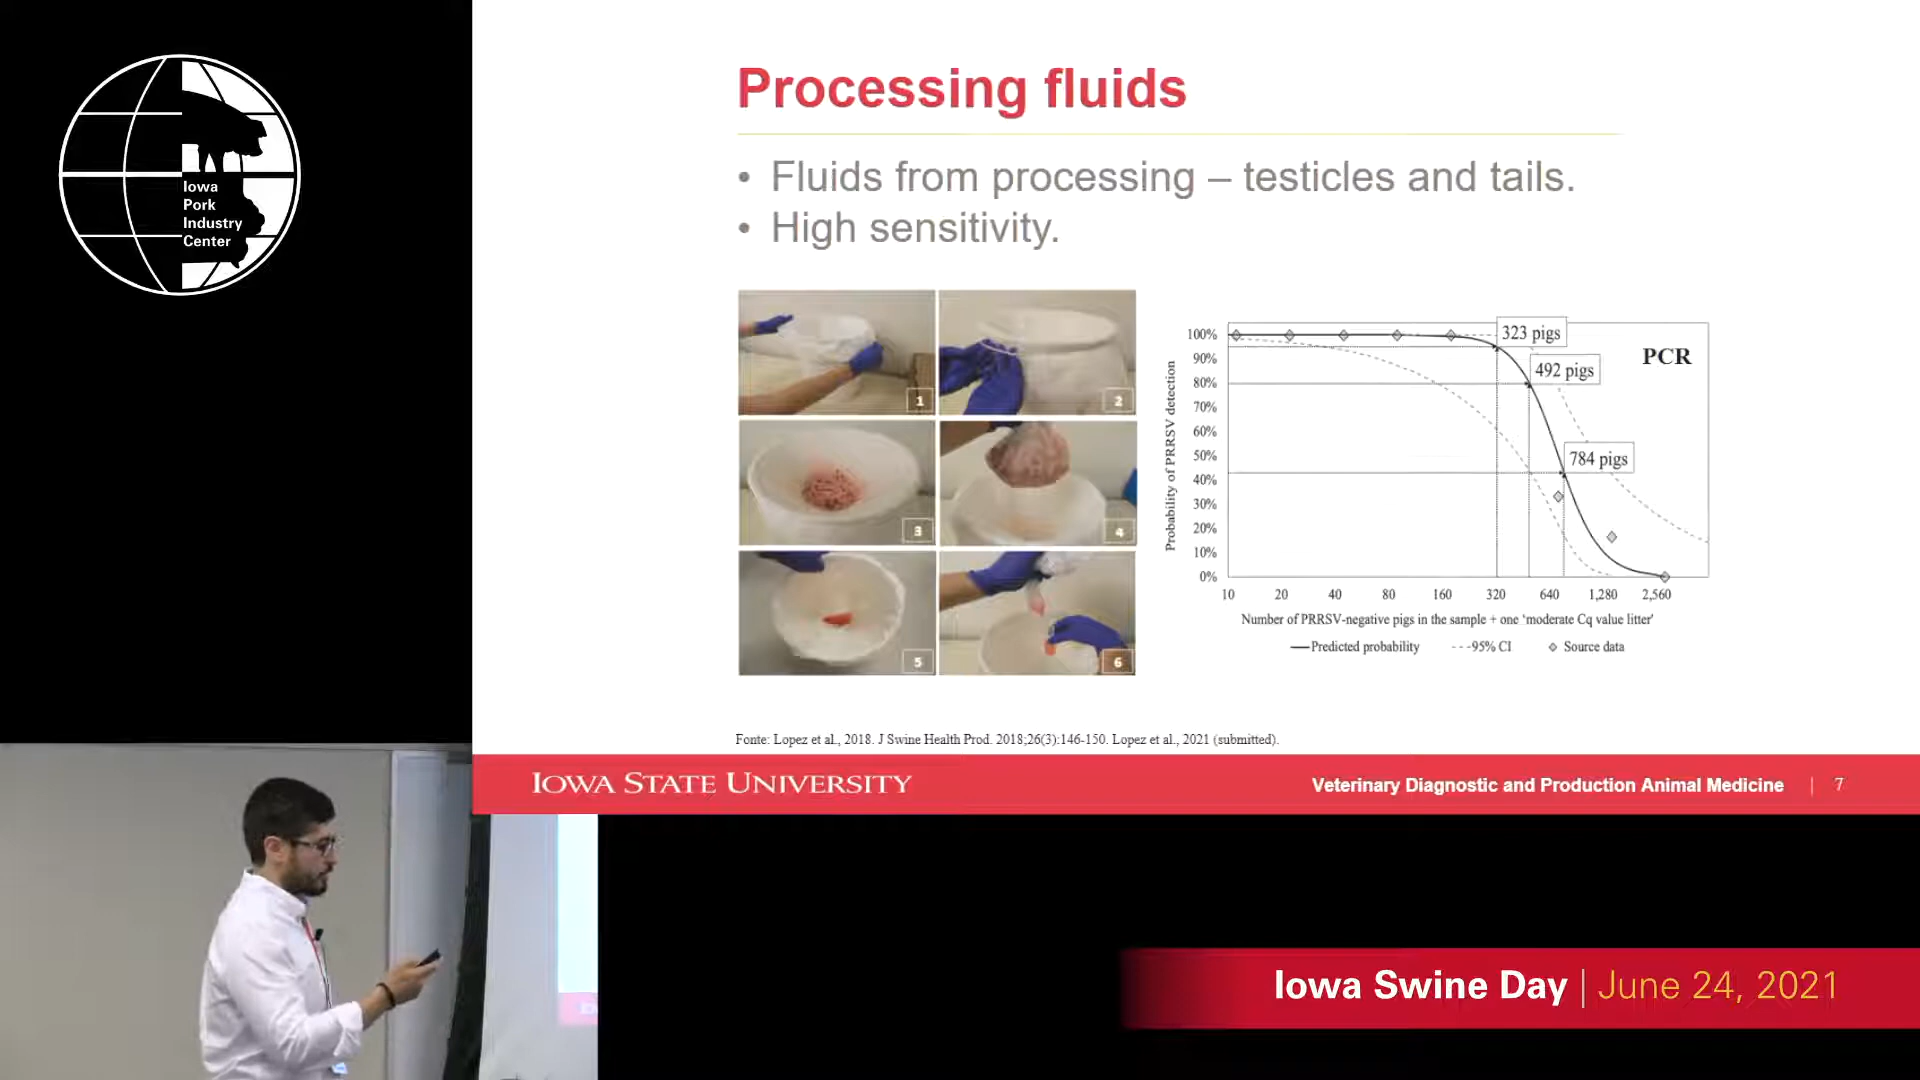 Iowa
Pork
Industry
Center
Processing fluids
• Fluids from processing – testicles and tails.
• High sensitivity.
1
2
3
4
5
6
PCR
323 pigs
492 pigs
784 pigs
Probability of PRRSV detection
100%
90%
80%
70%
60%
50%
40%
30%
20%
10%
0%
10 20 40 80 160 320 640 1,280 2,560
Number of PRRSV-negative pigs in the sample + one 'moderate Cq value litter'
Predicted probability 95% CI Source data
Fonte: Lopez et al., 2018. J Swine Health Prod. 2018;26(3):146-150. Lopez et al., 2021 (submitted).
IOWA STATE UNIVERSITY
Veterinary Diagnostic and Production Animal Medicine | 7
Iowa Swine Day | June 24, 2021